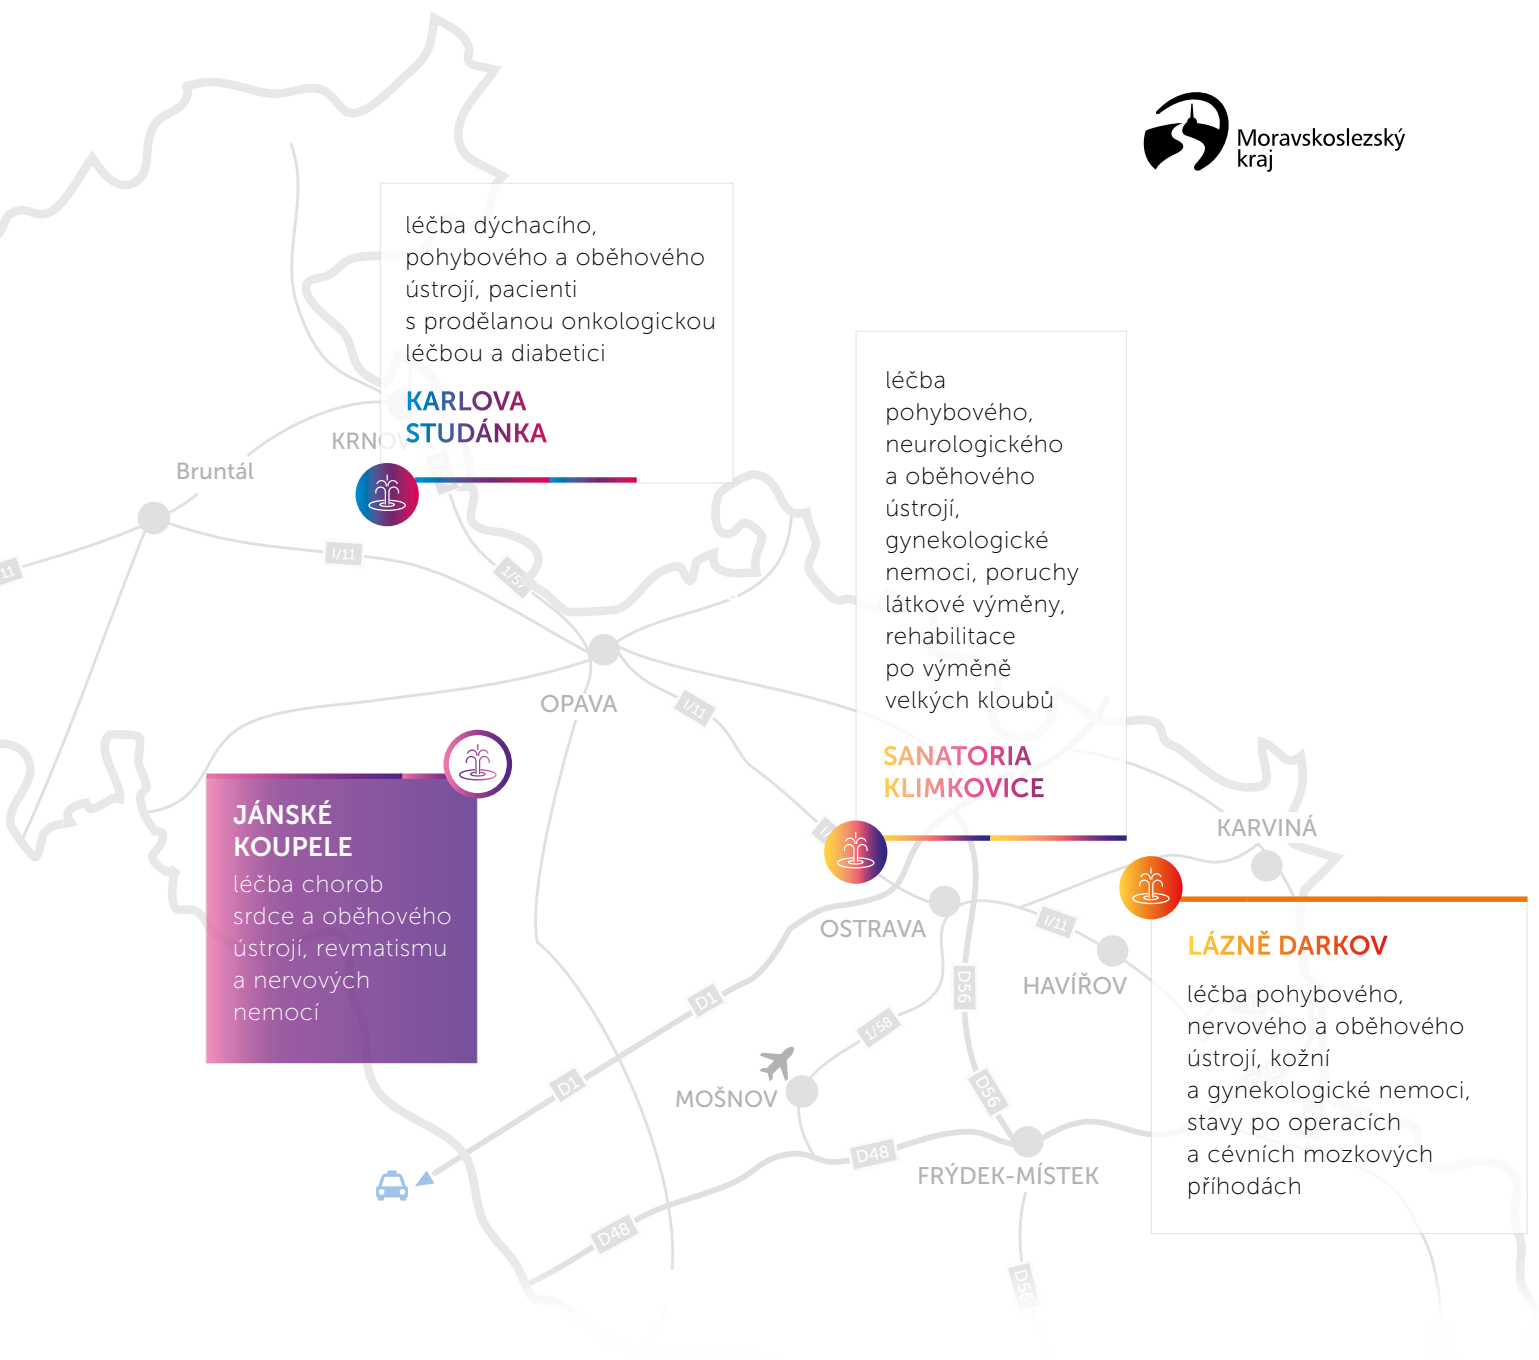 Moravskoslezský
kraj
léčba dýchacího,
pohybového a oběhového
ústrojí, pacienti
s prodělanou onkologickou
léčbou a diabetici
KARLOVA
STUDÁNKA
KRNOV
Bruntál
I/11
11
1/57
OPAVA
I/11
léčba
pohybového,
neurologického
a oběhového
ústrojí,
gynekologické
nemoci, poruchy
látkové výměny,
rehabilitace
po výměně
velkých kloubů
SANATORIA
KLIMKOVICE
JÁNSKÉ
KOUPELE
léčba chorob
srdce a oběhového
ústrojí, revmatismu
a nervových
nemocí
KARVINÁ
OSTRAVA
I/11
HAVÍŘOV
D56
D1
1/58
D1
MOŠNOV
D56
D48
FRÝDEK-MÍSTEK
D48
D56
LÁZNĚ DARKOV
léčba pohybového,
nervového a oběhového
ústrojí, kožní
a gynekologické nemoci,
stavy po operacích
a cévních mozkových
příhodách